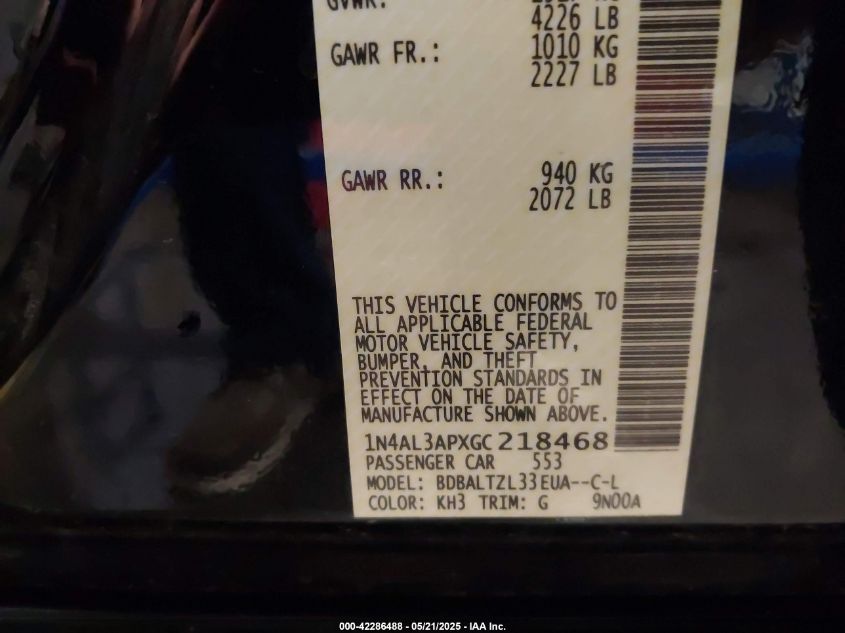 GVWR:
4226 LB
GAWR FR.: 1010 KG
2227 LB
GAWR RR.: 940 KG
2072 LB
THIS VEHICLE CONFORMS TO
ALL APPLICABLE FEDERAL
MOTOR VEHICLE SAFETY,
BUMPER, AND THEFT
PREVENTION STANDARDS IN
EFFECT ON THE DATE OF
MANUFACTURE SHOWN ABOVE.
1N4AL3APXGC218468
PASSENGER CAR 553
MODEL: BDBALTZL33EUA--C-L
COLOR: KH3 TRIM: G 9N00A
000-42286488 - 05/21/2025 - IAA Inc.